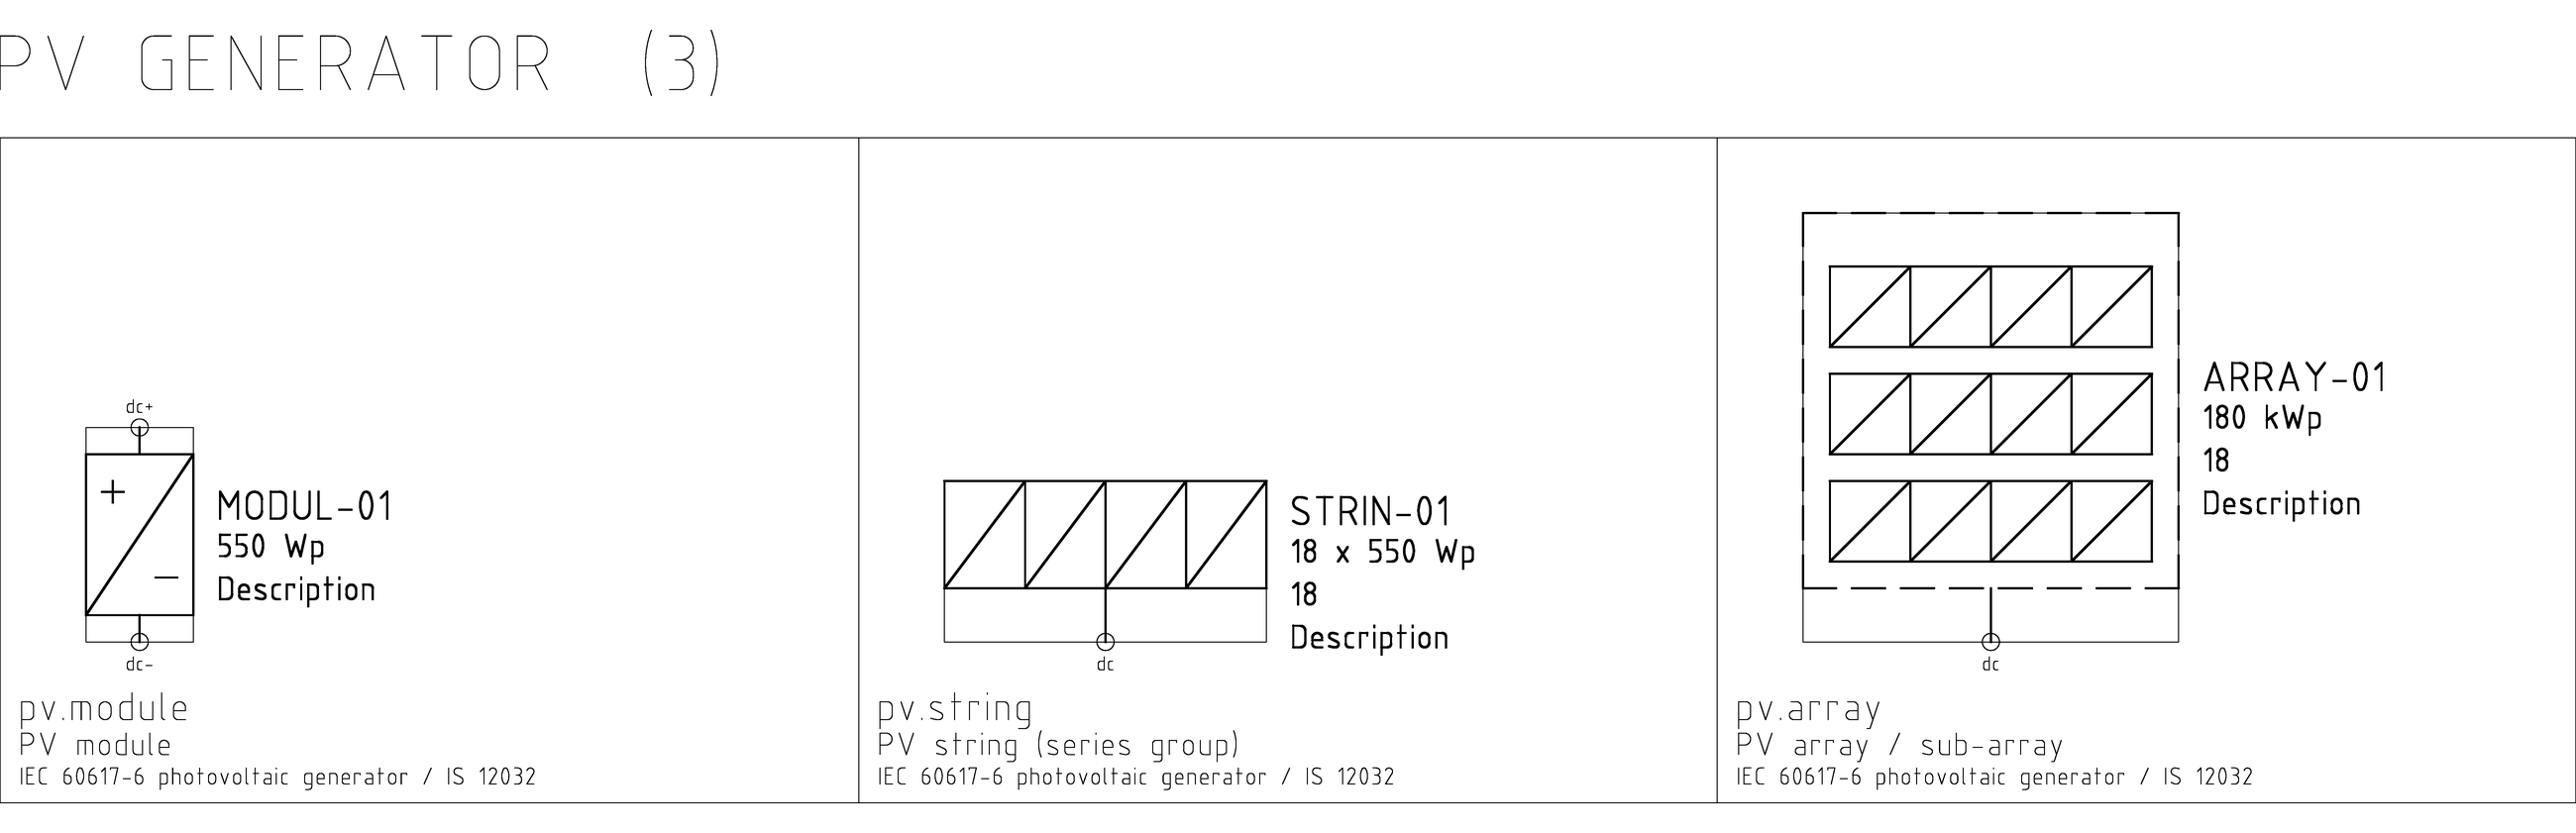 PV GENERATOR (3)
dc+
+
-
MODUL-01
550 Wp
Description
dc-
pv.module
PV module
IEC 60617-6 photovoltaic generator / IS 12032
STRIN-01
18 x 550 Wp
18
Description
dc
pv.string
PV string (series group)
IEC 60617-6 photovoltaic generator / IS 12032
ARRAY-01
180 kWp
18
Description
dc
pv.array
PV array / sub-array
IEC 60617-6 photovoltaic generator / IS 12032